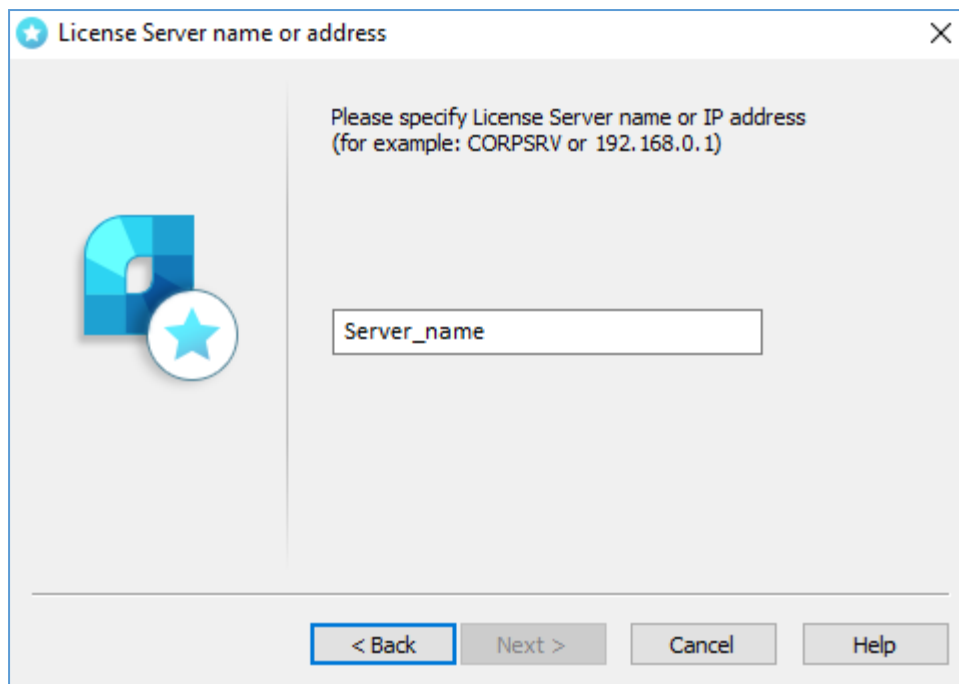 License Server name or address
Please specify License Server name or IP address
(for example: CORPSRV or 192.168.0.1)
Server_name
< Back
Next >
Cancel
Help